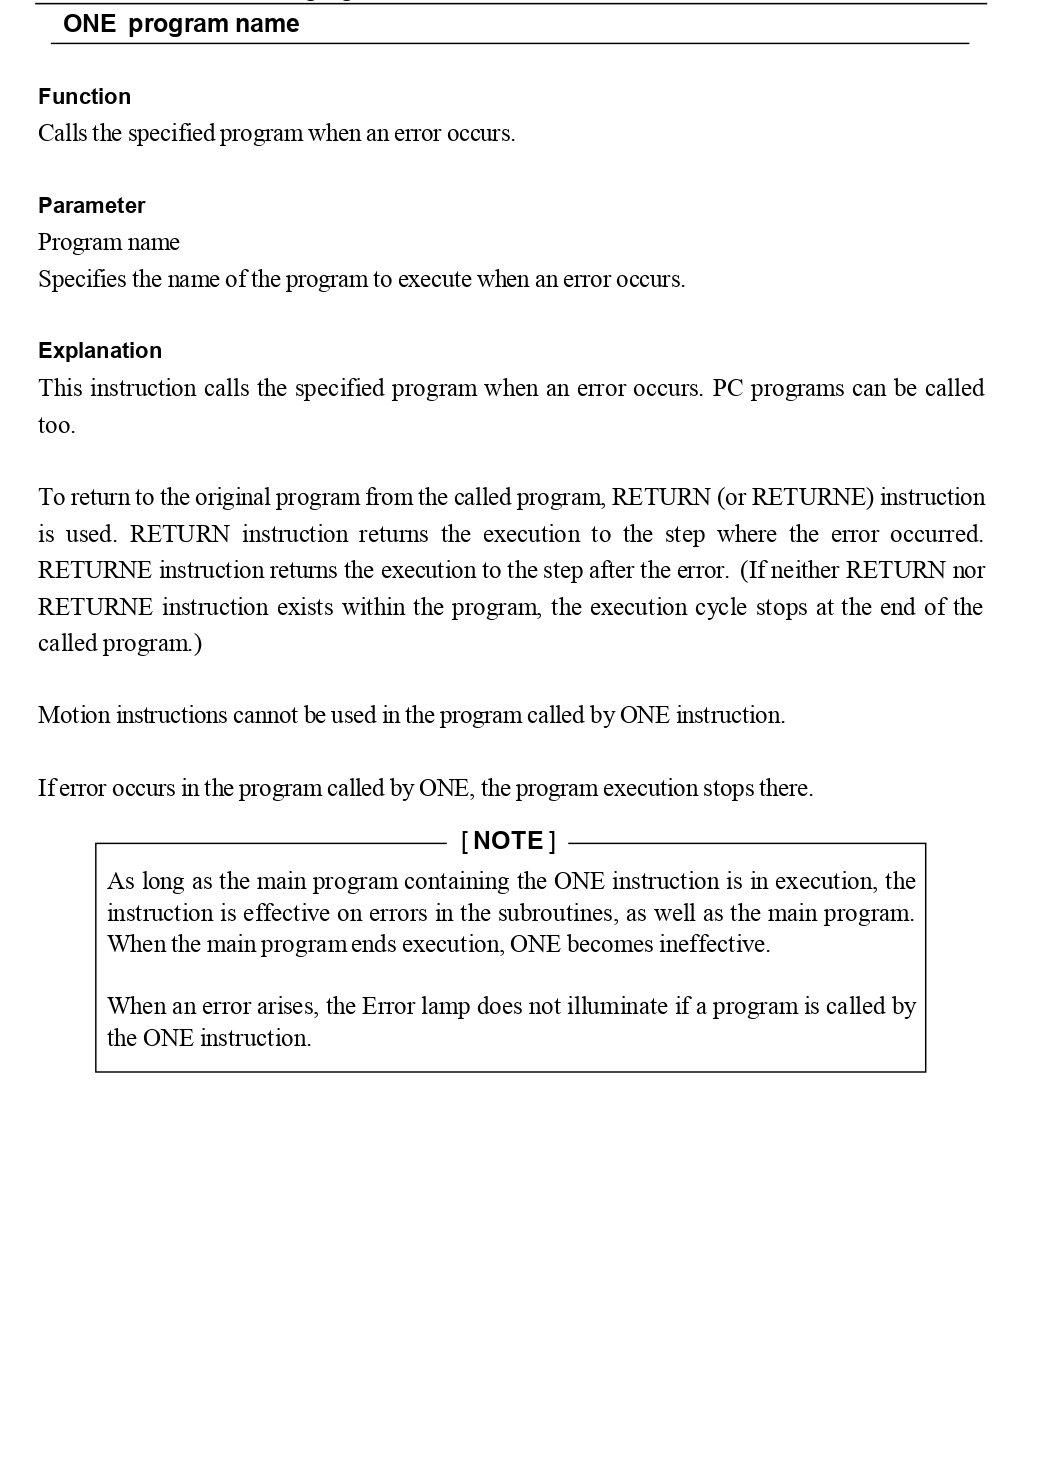 ONE program name
Function
Calls the specified program when an error occurs.
Parameter
Program name
Specifies the name of the program to execute when an error occurs.
Explanation
This instruction calls the specified program when an error occurs. PC programs can be called
too.
To return to the original program from the called program, RETURN (or RETURNE) instruction
is used. RETURN instruction returns the execution to the step where the error occurred.
RETURNE instruction returns the execution to the step after the error. (If neither RETURN nor
RETURNE instruction exists within the program, the execution cycle stops at the end of the
called program.)
Motion instructions cannot be used in the program called by ONE instruction.
If error occurs in the program called by ONE, the program execution stops there.
[ NOTE ]
As long as the main program containing the ONE instruction is in execution, the
instruction is effective on errors in the subroutines, as well as the main program.
When the main program ends execution, ONE becomes ineffective.
When an error arises, the Error lamp does not illuminate if a program is called by
the ONE instruction.